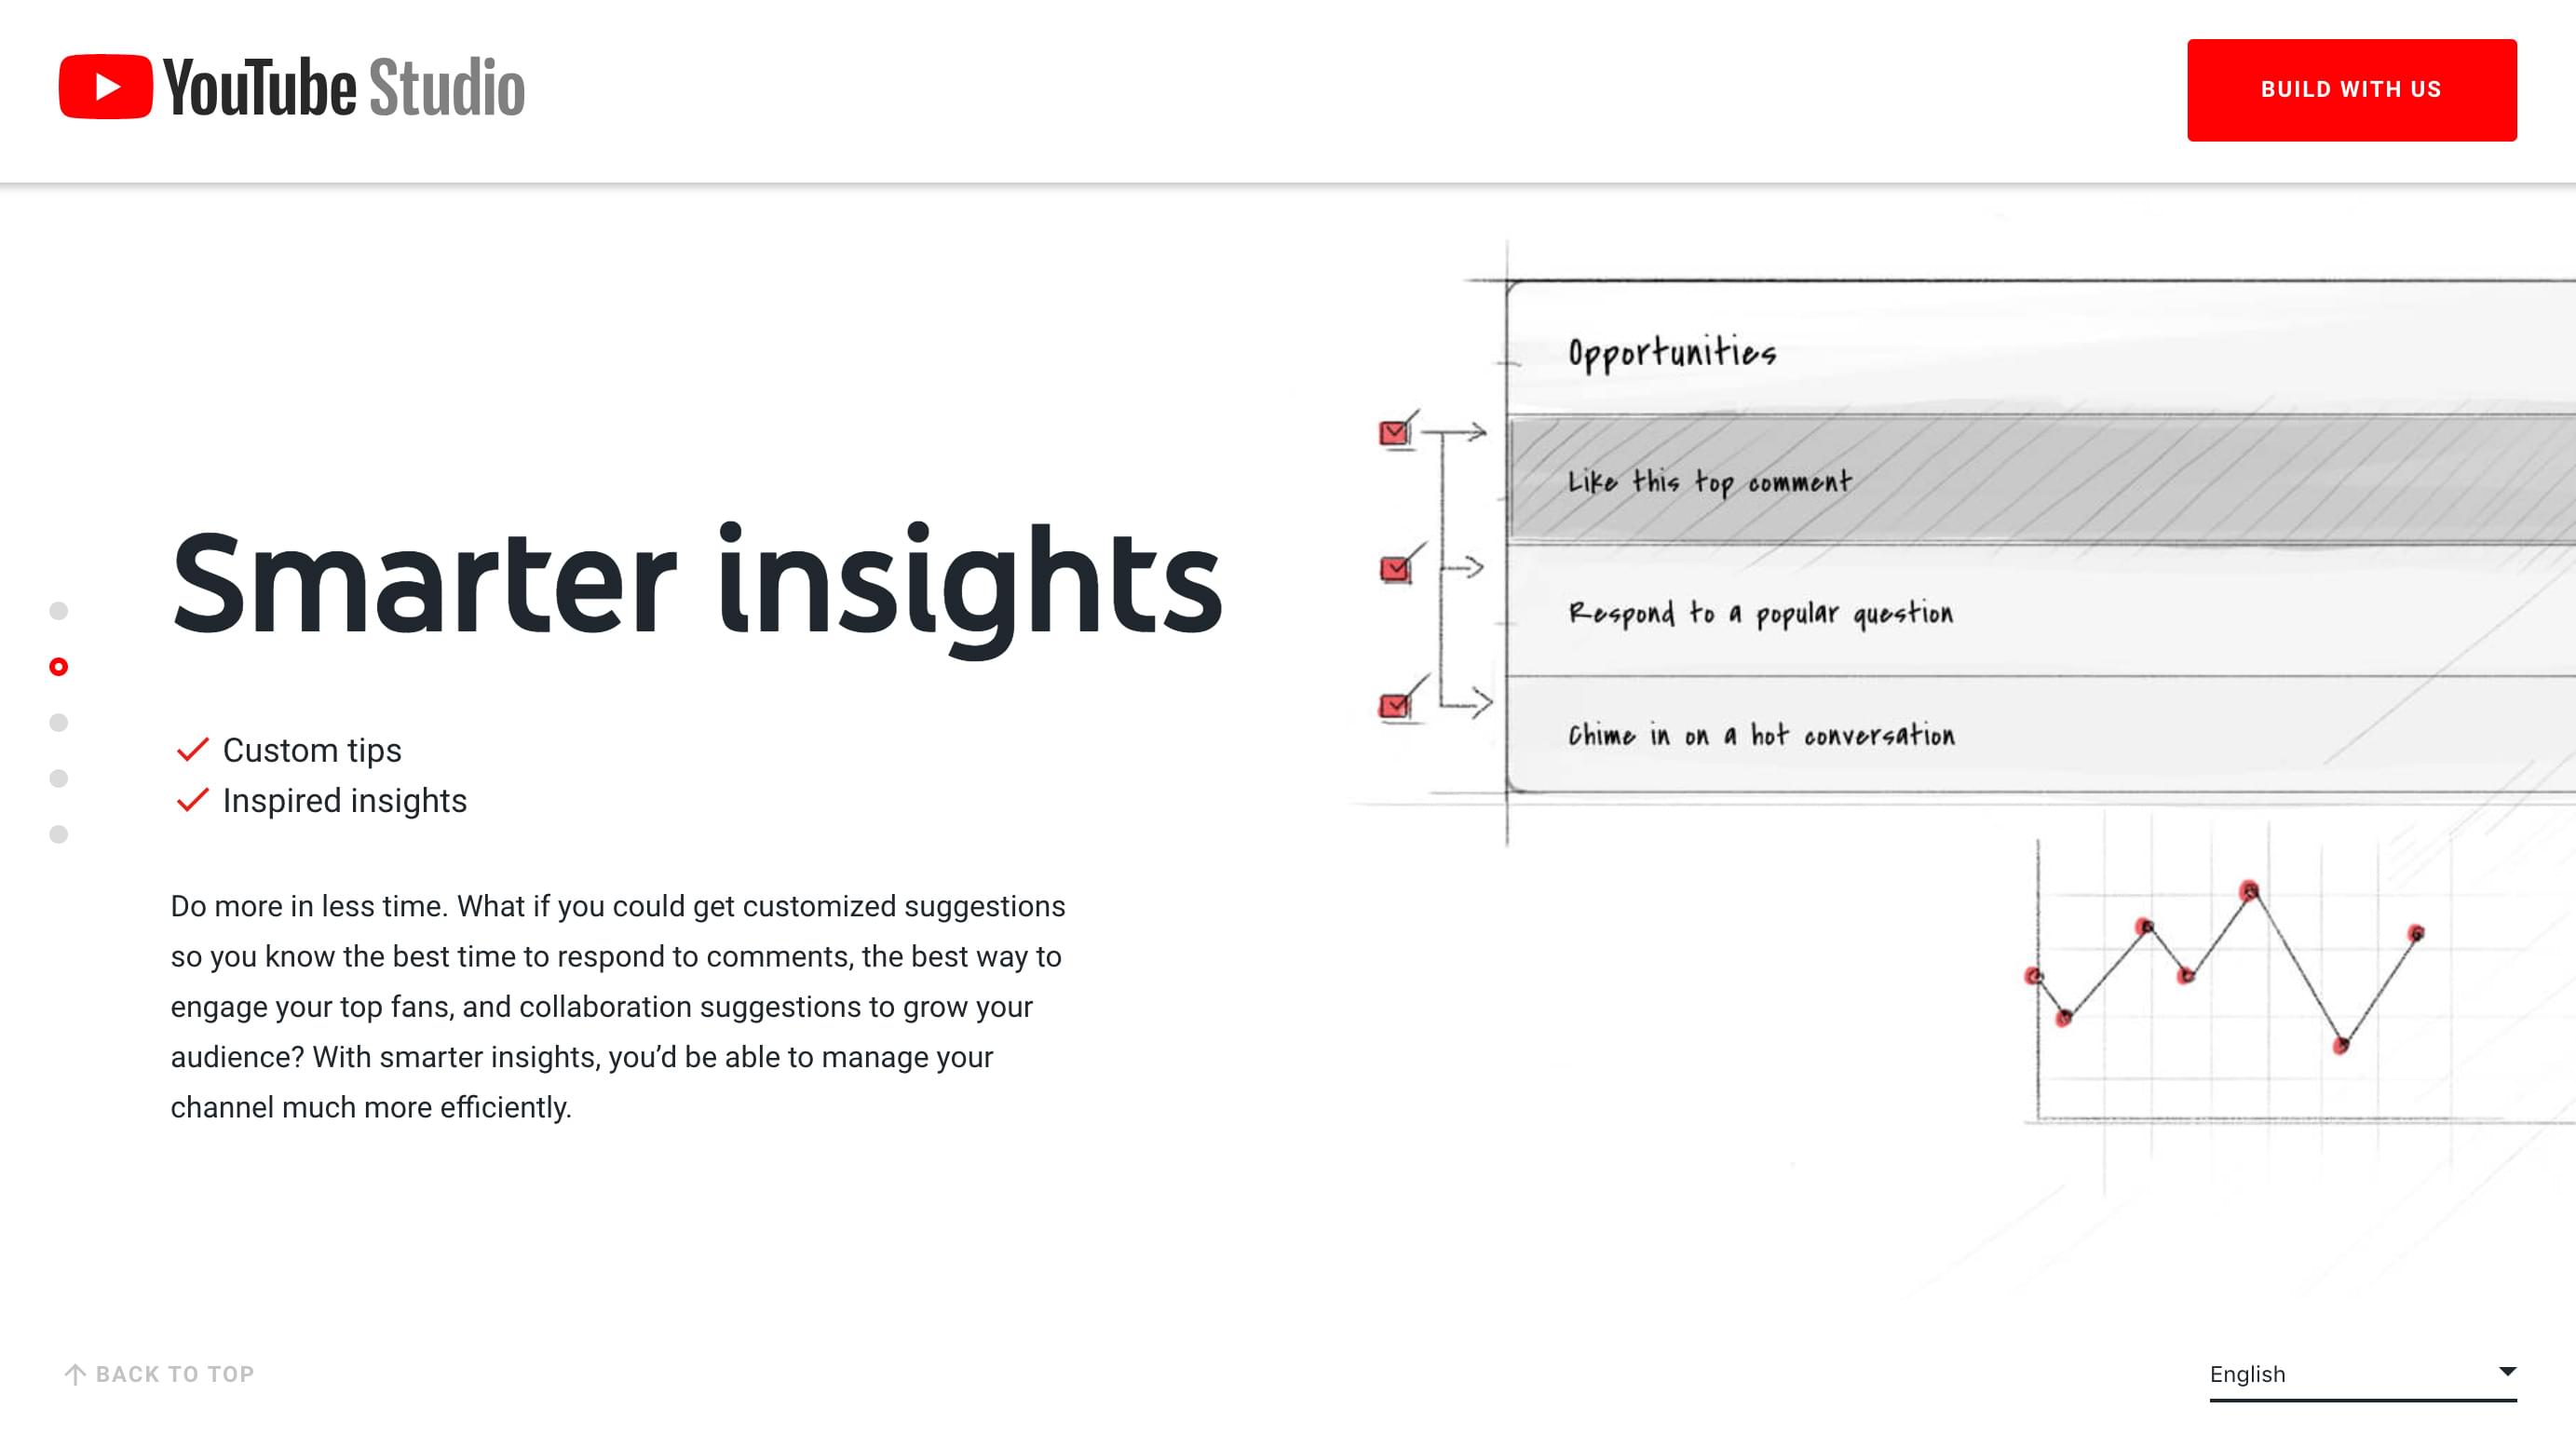 YouTube Studio
BUILD WITH US
Smarter insights
Custom tips
Inspired insights
Do more in less time. What if you could get customized suggestions
so you know the best time to respond to comments, the best way to
engage your top fans, and collaboration suggestions to grow your
audience? With smarter insights, you’d be able to manage your
channel much more efficiently.
Opportunities
Like this top comment
Respond to a popular question
Chime in on a hot conversation
BACK TO TOP
English